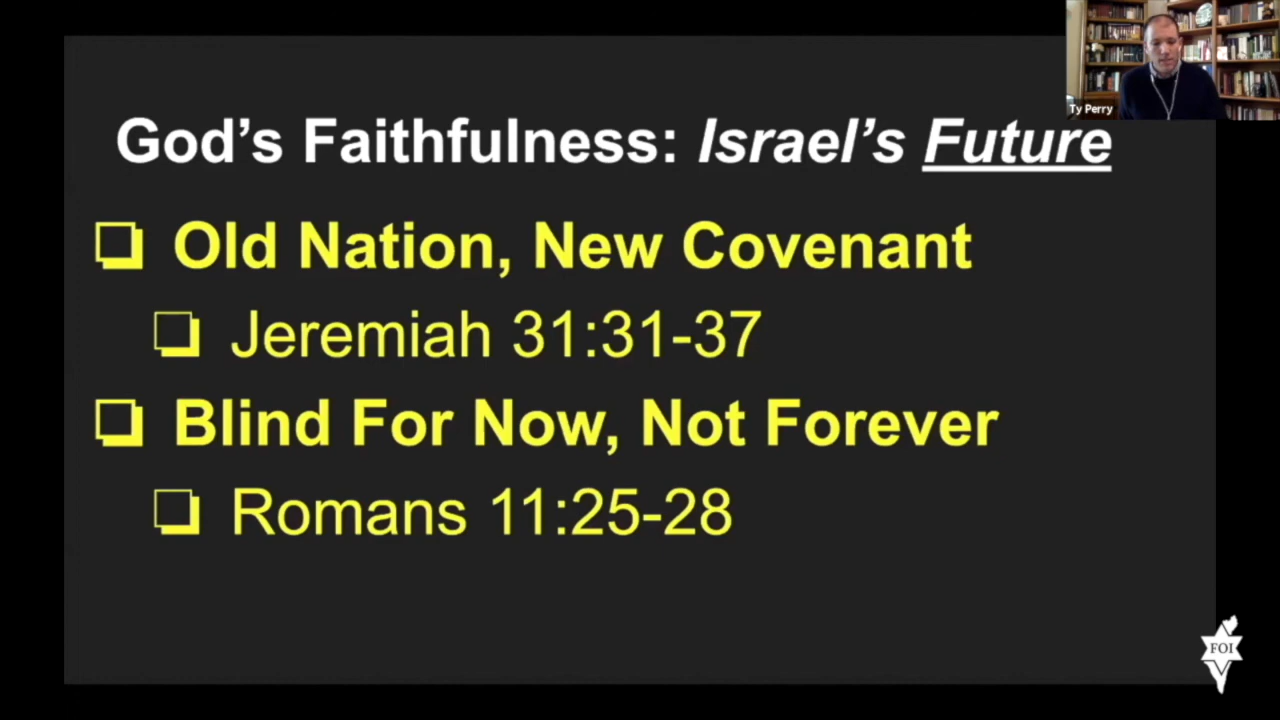 Ty Perry
God’s Faithfulness: Israel’s Future
Old Nation, New Covenant
Jeremiah 31:31-37
Blind For Now, Not Forever
Romans 11:25-28
FOI